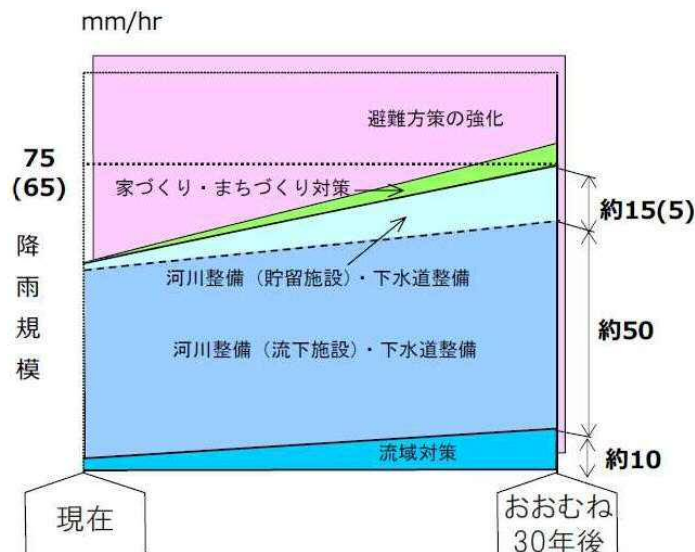 mm/hr
避難方策の強化
75
(65)
家づくり・まちづくり対策
約15(5)
降雨規模
河川整備（貯留施設）・下水道整備
約50
河川整備（流下施設）・下水道整備
流域対策
約10
現在
おおむね
30年後